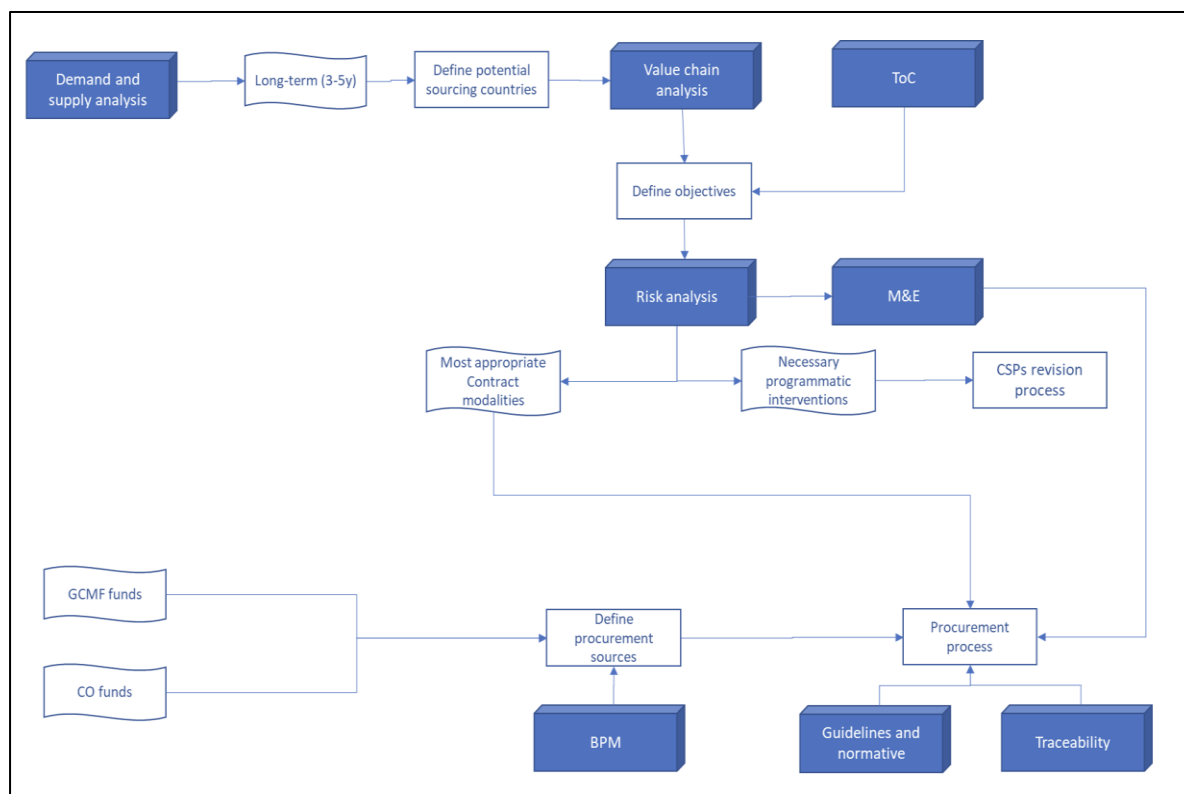 Demand and
supply analysis
Long-term (3-5y)
Define potential
sourcing countries
Value chain
analysis
ToC
Define objectives
Risk analysis
M&E
Most appropriate
Contract
modalities
Necessary
programmatic
interventions
CSPs revision
process
GCMF funds
Define
procurement
sources
Procurement
process
CO funds
BPM
Guidelines and
normative
Traceability